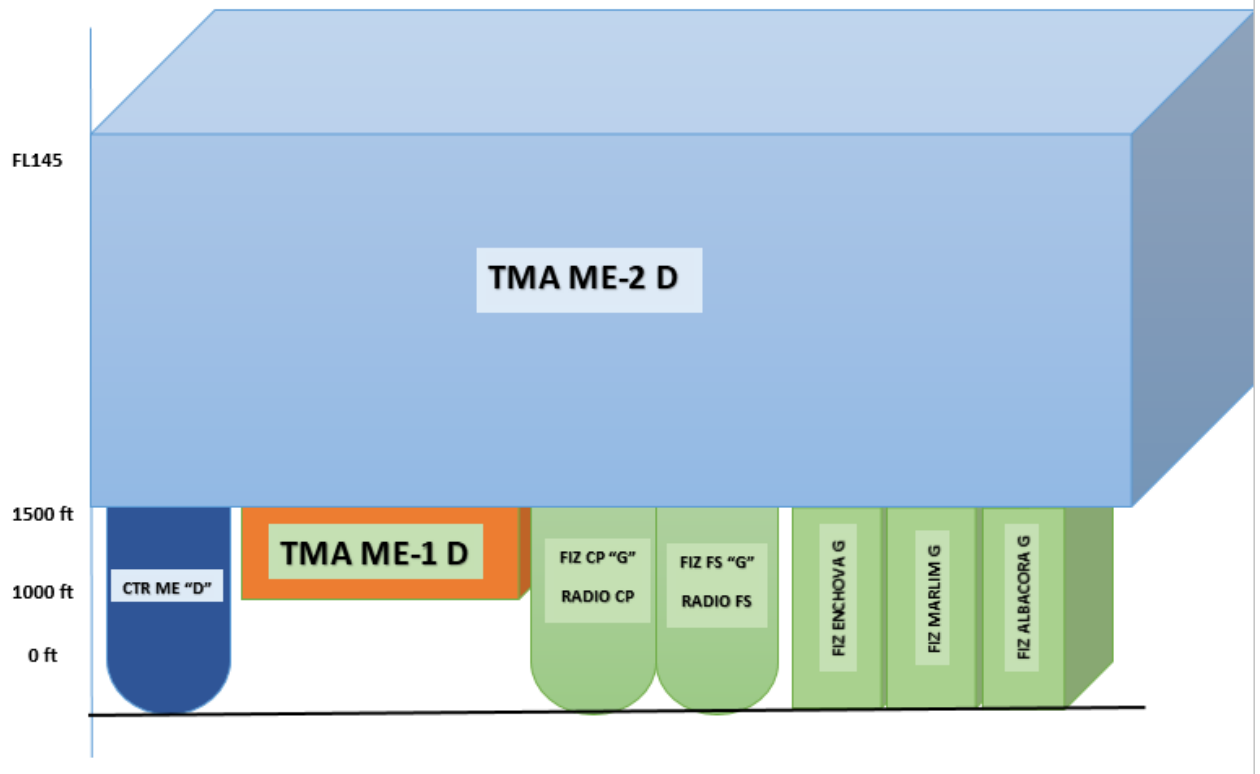 FL145
TMA ME-2 D
1500 ft
1000 ft
0 ft
CTR ME “D”
TMA ME-1 D
FIZ CP “G”
RADIO CP
FIZ FS “G”
RADIO FS
FIZ ENCHOVA G
FIZ MARLIM G
FIZ ALBACORA G